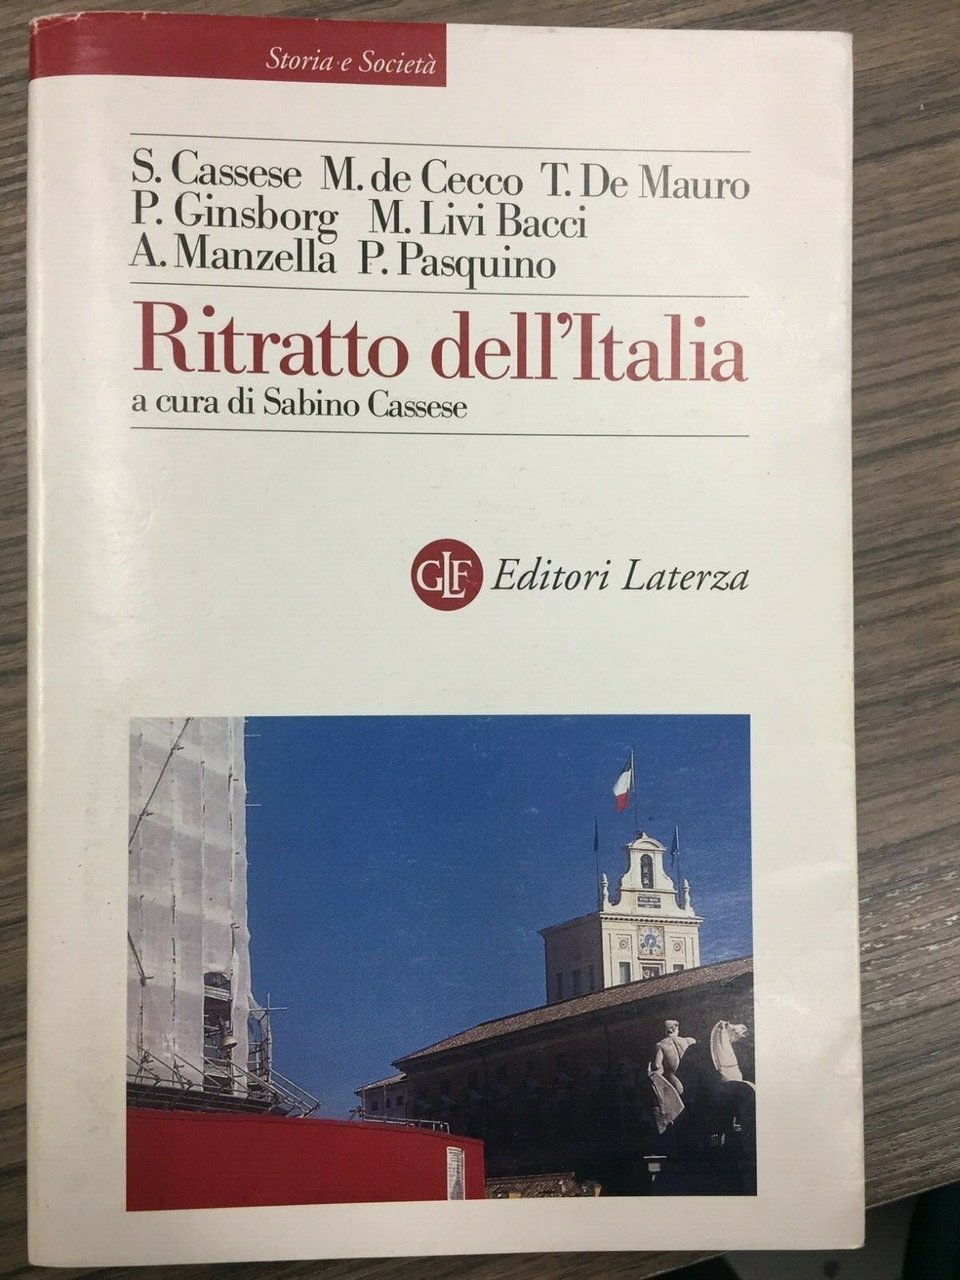 Storia e Società
S. Cassese M. de Cecco T. De Mauro
P. Ginsborg M. Livi Bacci
A. Manzella P. Pasquino
Ritratto dell'Italia
a cura di Sabino Cassese
GLF Editori Laterza